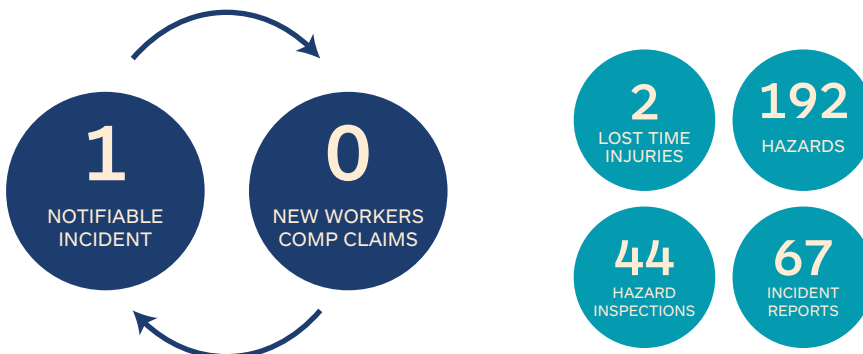 1
NOTIFIABLE
INCIDENT
0
NEW WORKERS
COMP CLAIMS
2
LOST TIME
INJURIES
192
HAZARDS
44
HAZARD
INSPECTIONS
67
INCIDENT
REPORTS